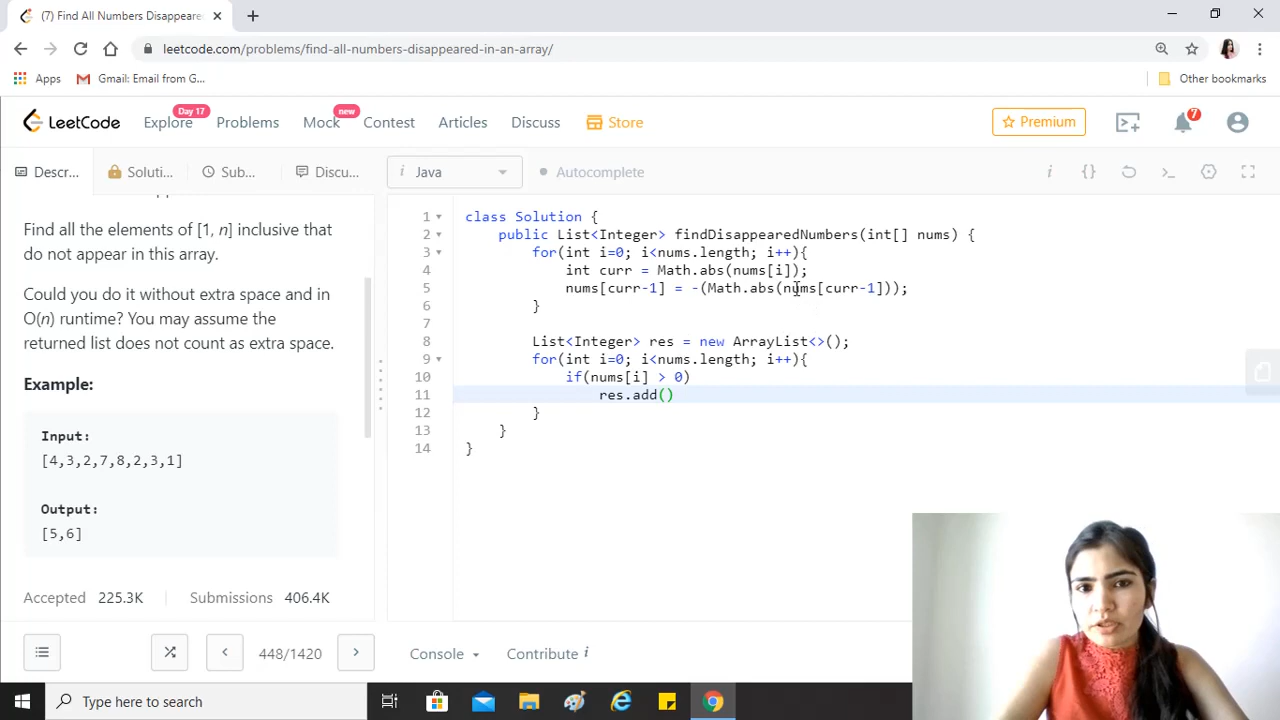 (7) Find All Numbers Disappeare
leetcode.com/problems/find-all-numbers-disappeared-in-an-array/
Apps
Gmail: Email from G...
Other bookmarks
LeetCode
Explore
Day 17
Problems
Mock
new
Contest
Articles
Discuss
Store
Premium
7
Descr...
Soluti...
Sub...
Discu...
i Java
Autocomplete
i
{}
Find all the elements of [1, n] inclusive that
do not appear in this array.
Could you do it without extra space and in
O(n) runtime? You may assume the
returned list does not count as extra space.
Example:
Input:
[4,3,2,7,8,2,3,1]
Output:
[5,6]
Accepted 225.3K
Submissions 406.4K
1 class Solution {
2 public List<Integer> findDisappearedNumbers(int[] nums) {
3 for(int i=0; i<nums.length; i++){
4 int curr = Math.abs(nums[i]);
5 nums[curr-1] = -(Math.abs(nums[curr-1]));
6 }
7
8 List<Integer> res = new ArrayList<>();
9 for(int i=0; i<nums.length; i++){
10 if(nums[i] > 0)
11 res.add()
12 }
13 }
14 }
448/1420
Console
Contribute i
Type here to search